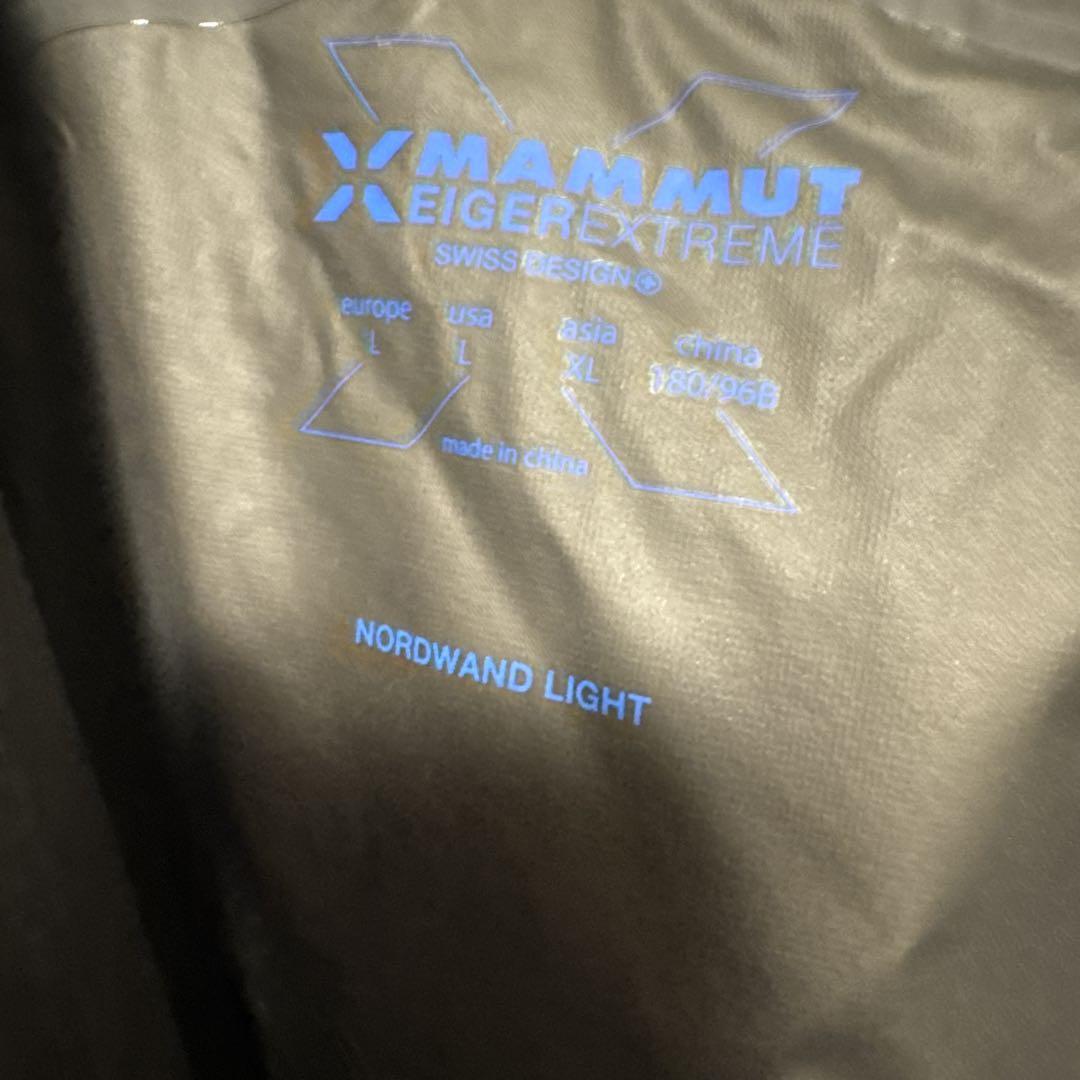 MAMMUT
EIGEREXTREME
SWISS DESIGN
europe usa asia china
L L XL 180/96B
made in china
NORDWAND LIGHT